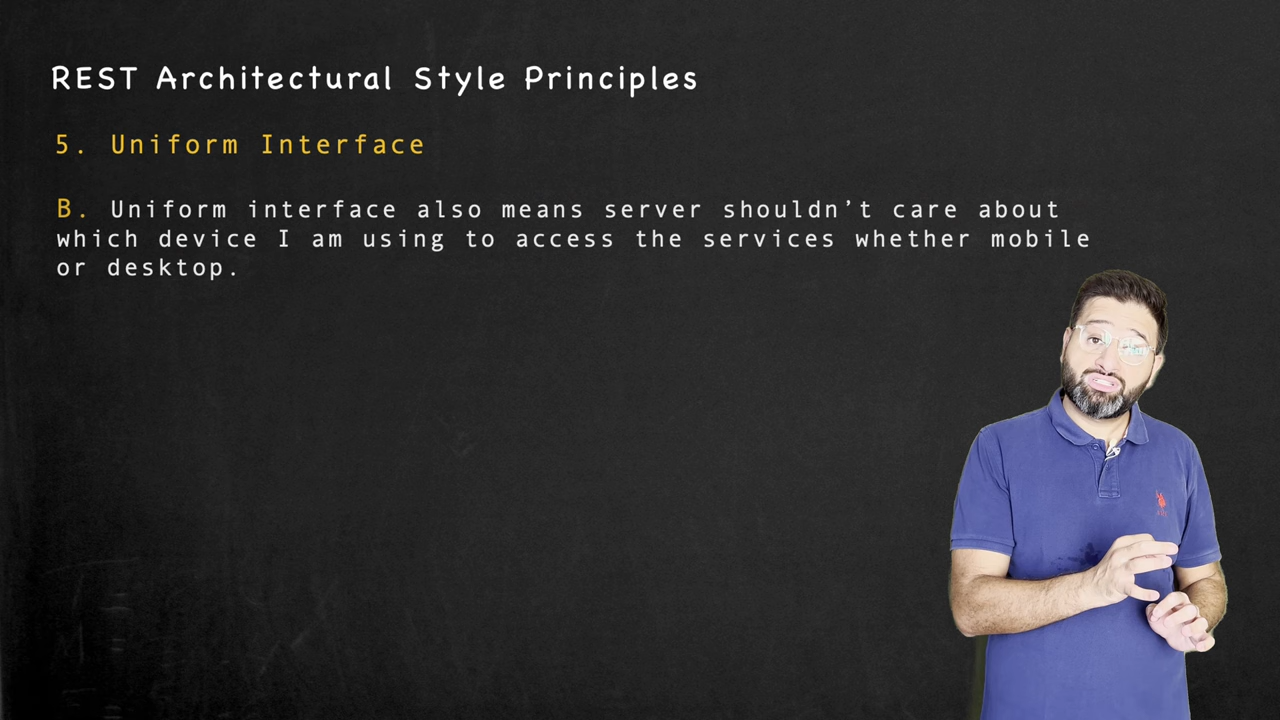 REST Architectural Style Principles
5. Uniform Interface
B. Uniform interface also means server shouldn’t care about
which device I am using to access the services whether mobile
or desktop.